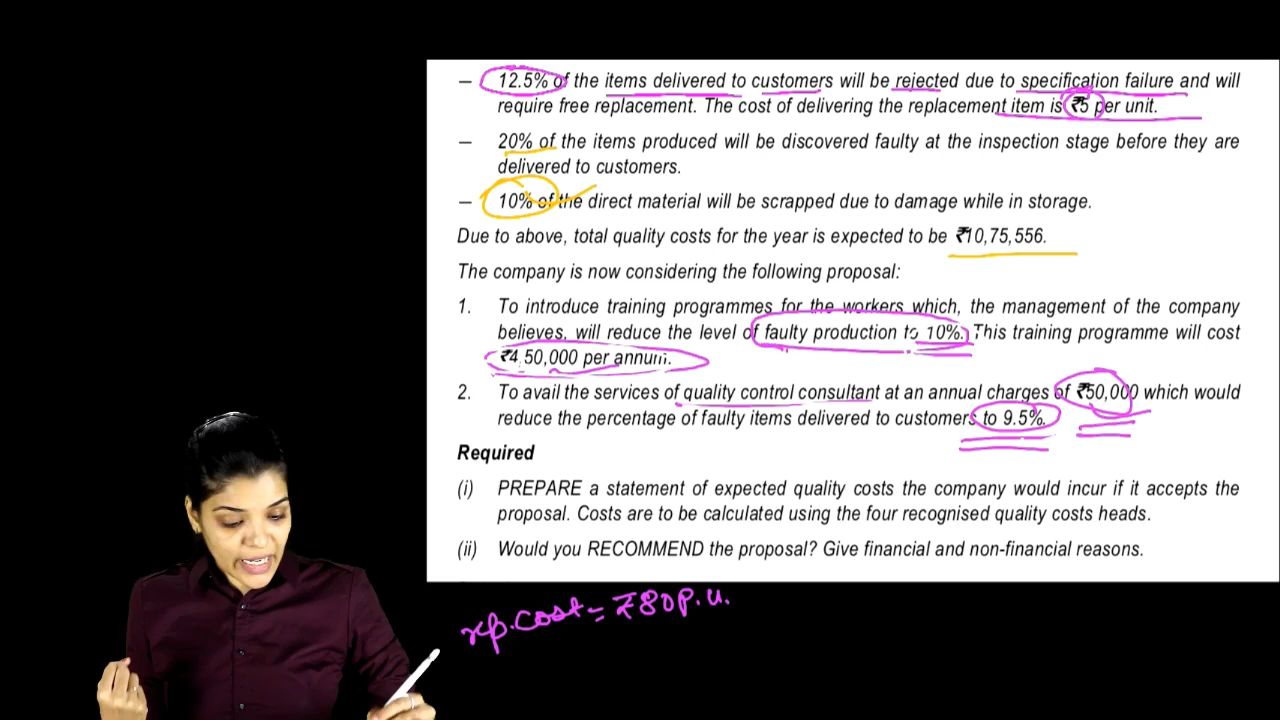 – 12.5% of the items delivered to customers will be rejected due to specification failure and will
require free replacement. The cost of delivering the replacement item is ₹5 per unit.
– 20% of the items produced will be discovered faulty at the inspection stage before they are
delivered to customers.
– 10% of the direct material will be scrapped due to damage while in storage.
Due to above, total quality costs for the year is expected to be ₹10,75,556.
The company is now considering the following proposal:
1. To introduce training programmes for the workers which, the management of the company
believes, will reduce the level of faulty production to 10%. This training programme will cost
₹4,50,000 per annum.
2. To avail the services of quality control consultant at an annual charges of ₹50,000 which would
reduce the percentage of faulty items delivered to customers to 9.5%.
Required
(i) PREPARE a statement of expected quality costs the company would incur if it accepts the
proposal. Costs are to be calculated using the four recognised quality costs heads.
(ii) Would you RECOMMEND the proposal? Give financial and non-financial reasons.
rep. cost = ₹80 p.u.